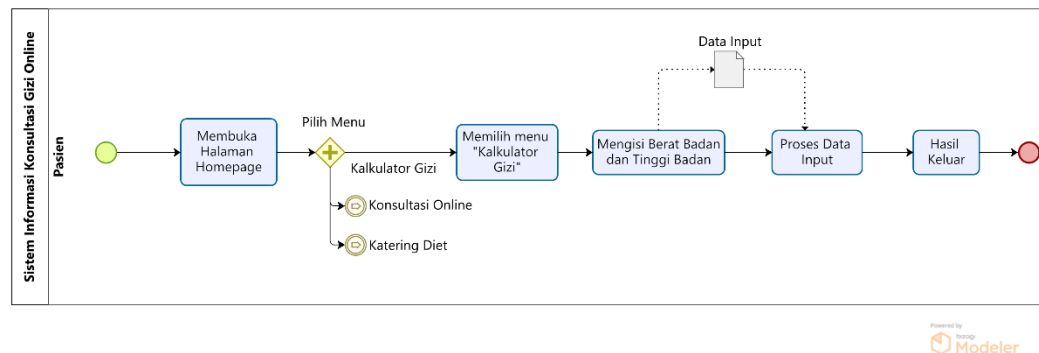 Sistem Informasi Konsultasi Gizi Online
Pasien
Membuka
Halaman
Homepage
Pilih Menu
Kalkulator Gizi
Konsultasi Online
Katering Diet
Memilih menu
"Kalkulator
Gizi"
Mengisi Berat Badan
dan Tinggi Badan
Data Input
Proses Data
Input
Hasil
Keluar
Powered by
bizagi
Modeler